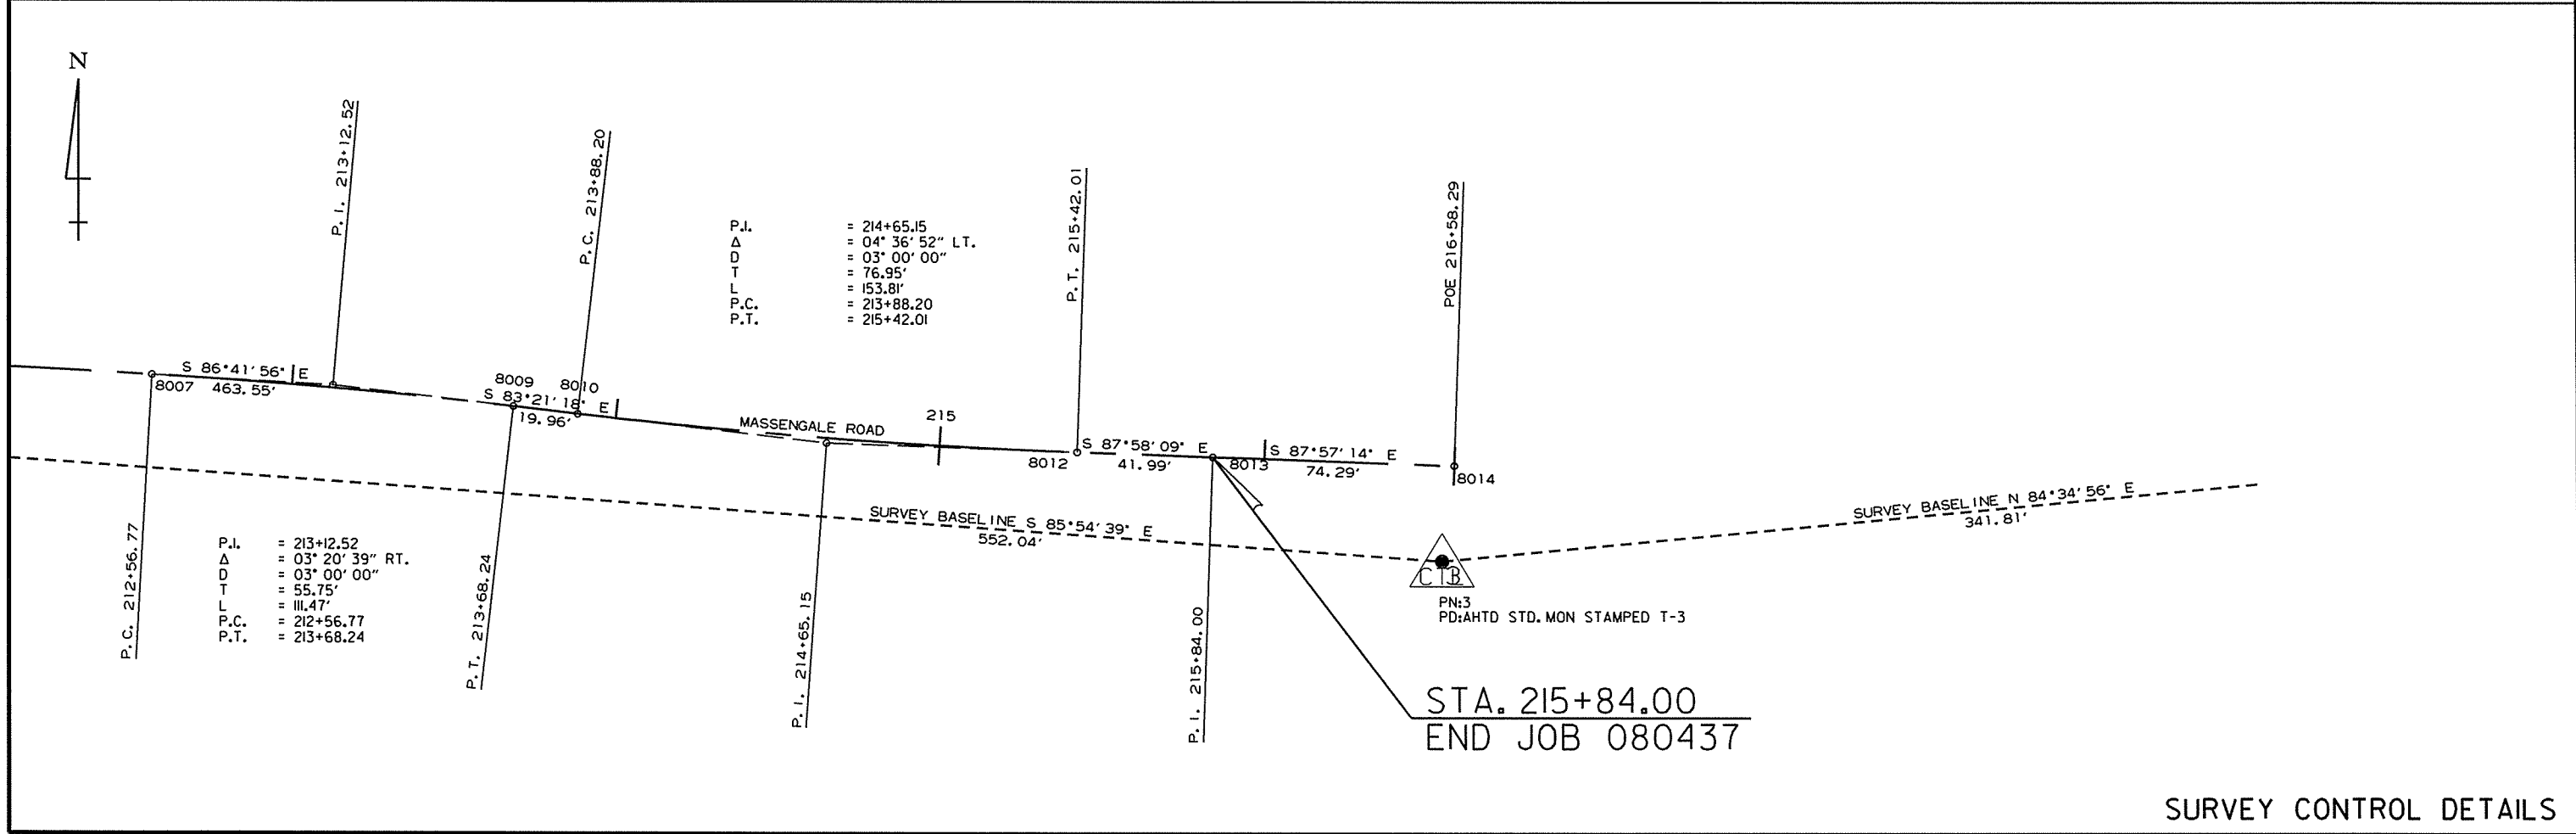 N
P.I. 213+12.52
P.C. 213+88.20
P.T. 215+42.01
POE 216+58.29
P.I. = 214+65.15
Δ = 04° 36' 52" LT.
D = 03° 00' 00"
T = 76.95'
L = 153.81'
P.C. = 213+88.20
P.T. = 215+42.01
S 86°41'56" E
8007 463.55'
8009 8010
S 83°21'18" E
19.96'
MASSENGALE ROAD
215
8012
S 87°58'09" E
41.99'
8013
S 87°57'14" E
74.29'
8014
SURVEY BASELINE S 85°54'39" E
552.04'
SURVEY BASELINE N 84°34'56" E
341.81'
P.C. 212+56.77
P.I. = 213+12.52
Δ = 03° 20' 39" RT.
D = 03° 00' 00"
T = 55.75'
L = 111.47'
P.C. = 212+56.77
P.T. = 213+68.24
P.T. 213+68.24
P.I. 214+65.15
P.I. 215+84.00
PN:3
PD:AHTD STD. MON STAMPED T-3
STA. 215+84.00
END JOB 080437
SURVEY CONTROL DETAILS